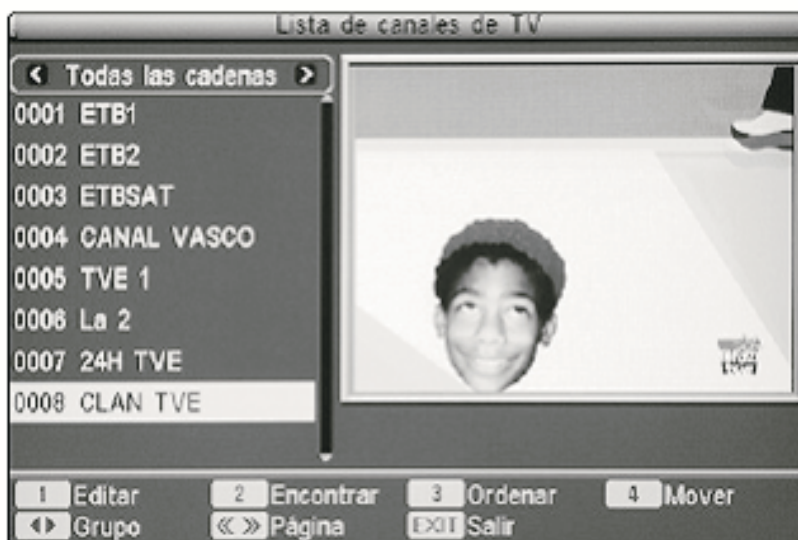 Lista de canales de TV
Todas las cadenas
0001 ETB1
0002 ETB2
0003 ETBSAT
0004 CANAL VASCO
0005 TVE 1
0006 La 2
0007 24H TVE
0008 CLAN TVE
1 Editar 2 Encontrar 3 Ordenar 4 Mover
Grupo Página EXIT Salir